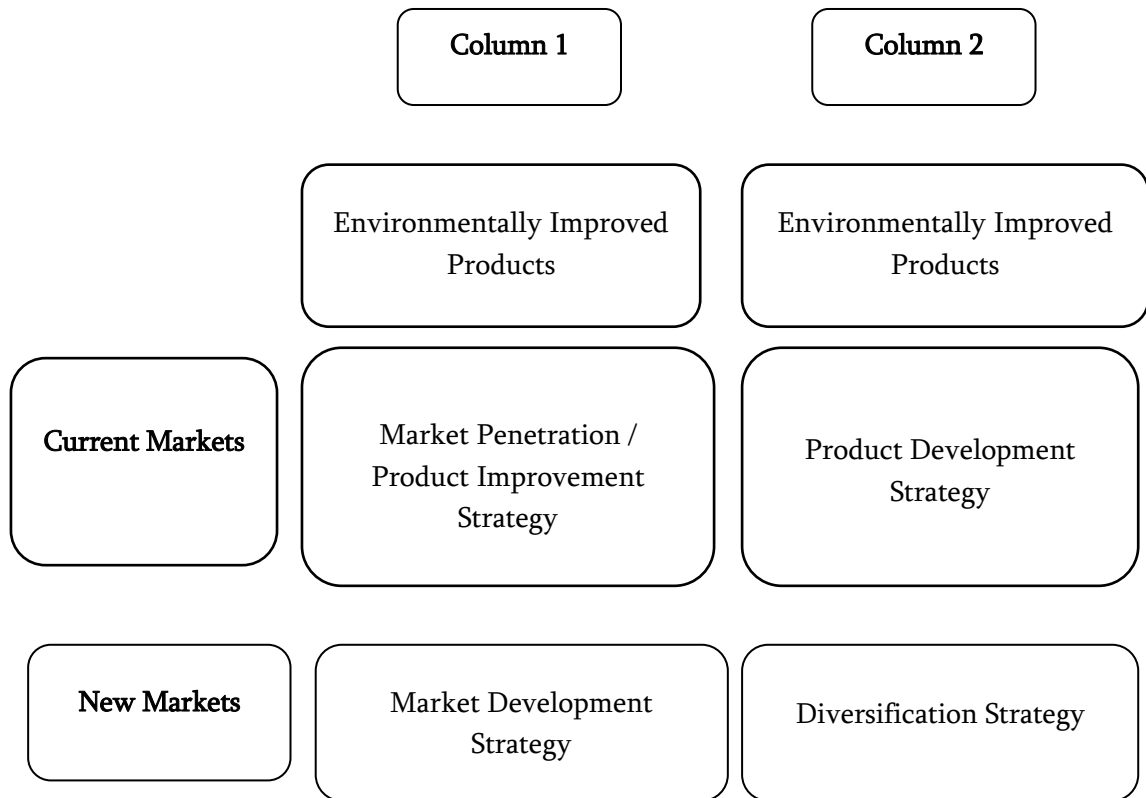 Column 1
Column 2
Environmentally Improved
Products
Environmentally Improved
Products
Current Markets
Market Penetration /
Product Improvement
Strategy
Product Development
Strategy
New Markets
Market Development
Strategy
Diversification Strategy